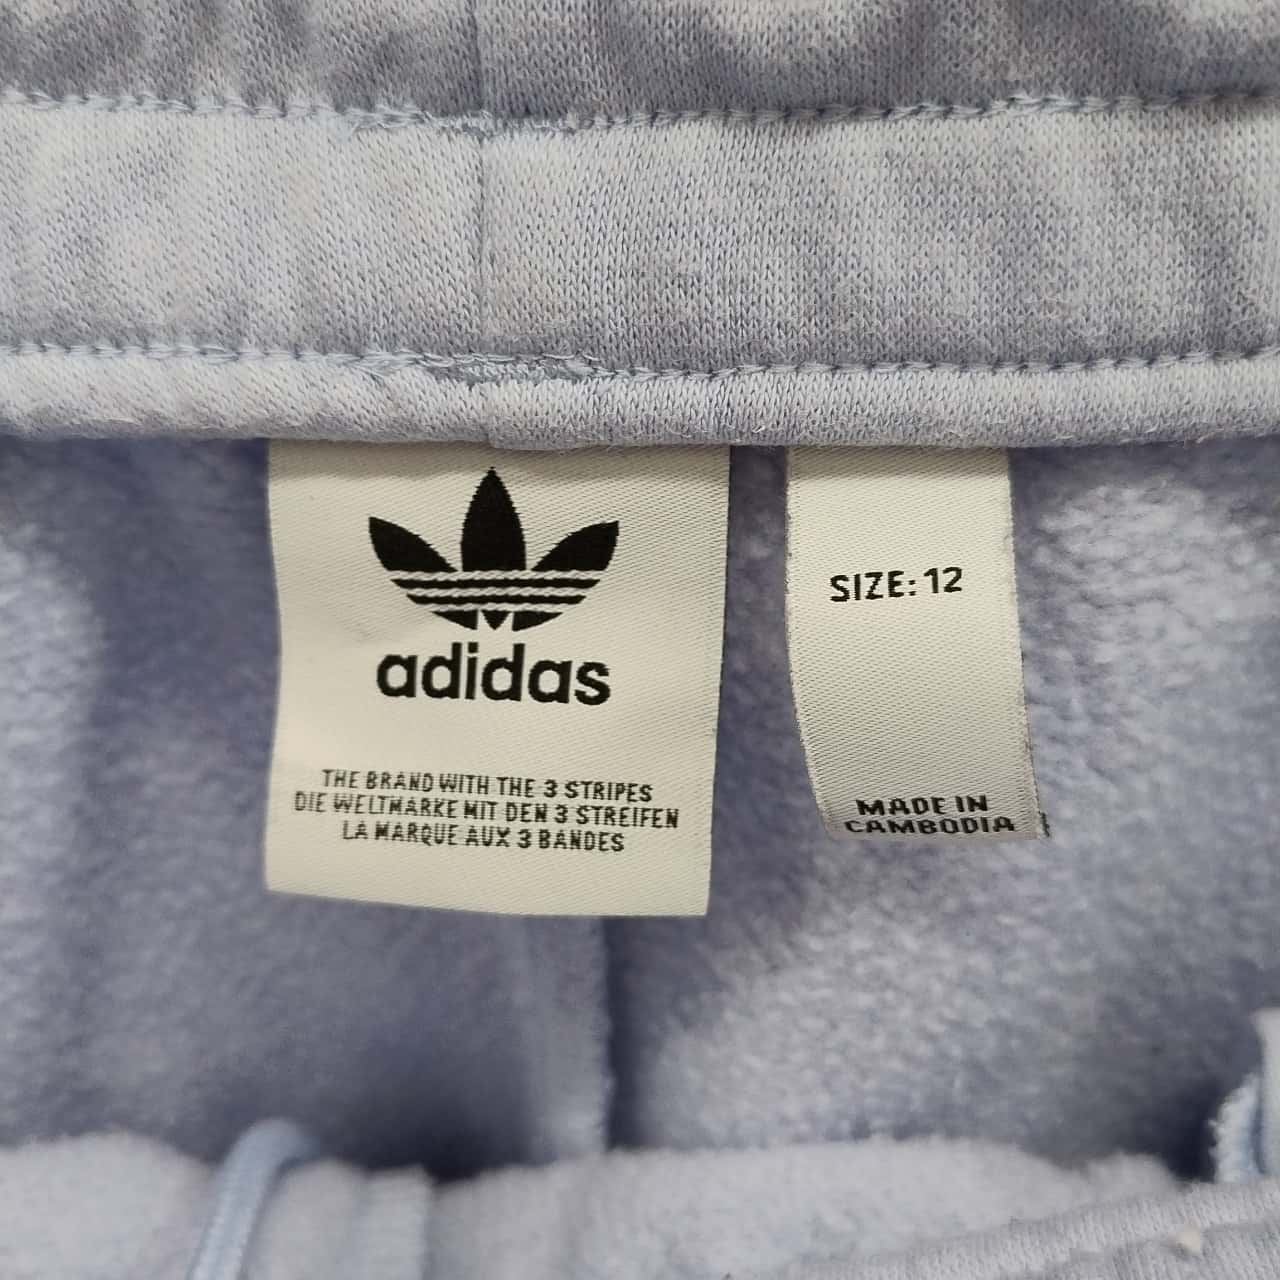 adidas
THE BRAND WITH THE 3 STRIPES
DIE WELTMARKE MIT DEN 3 STREIFEN
LA MARQUE AUX 3 BANDES
SIZE: 12
MADE IN
CAMBODIA